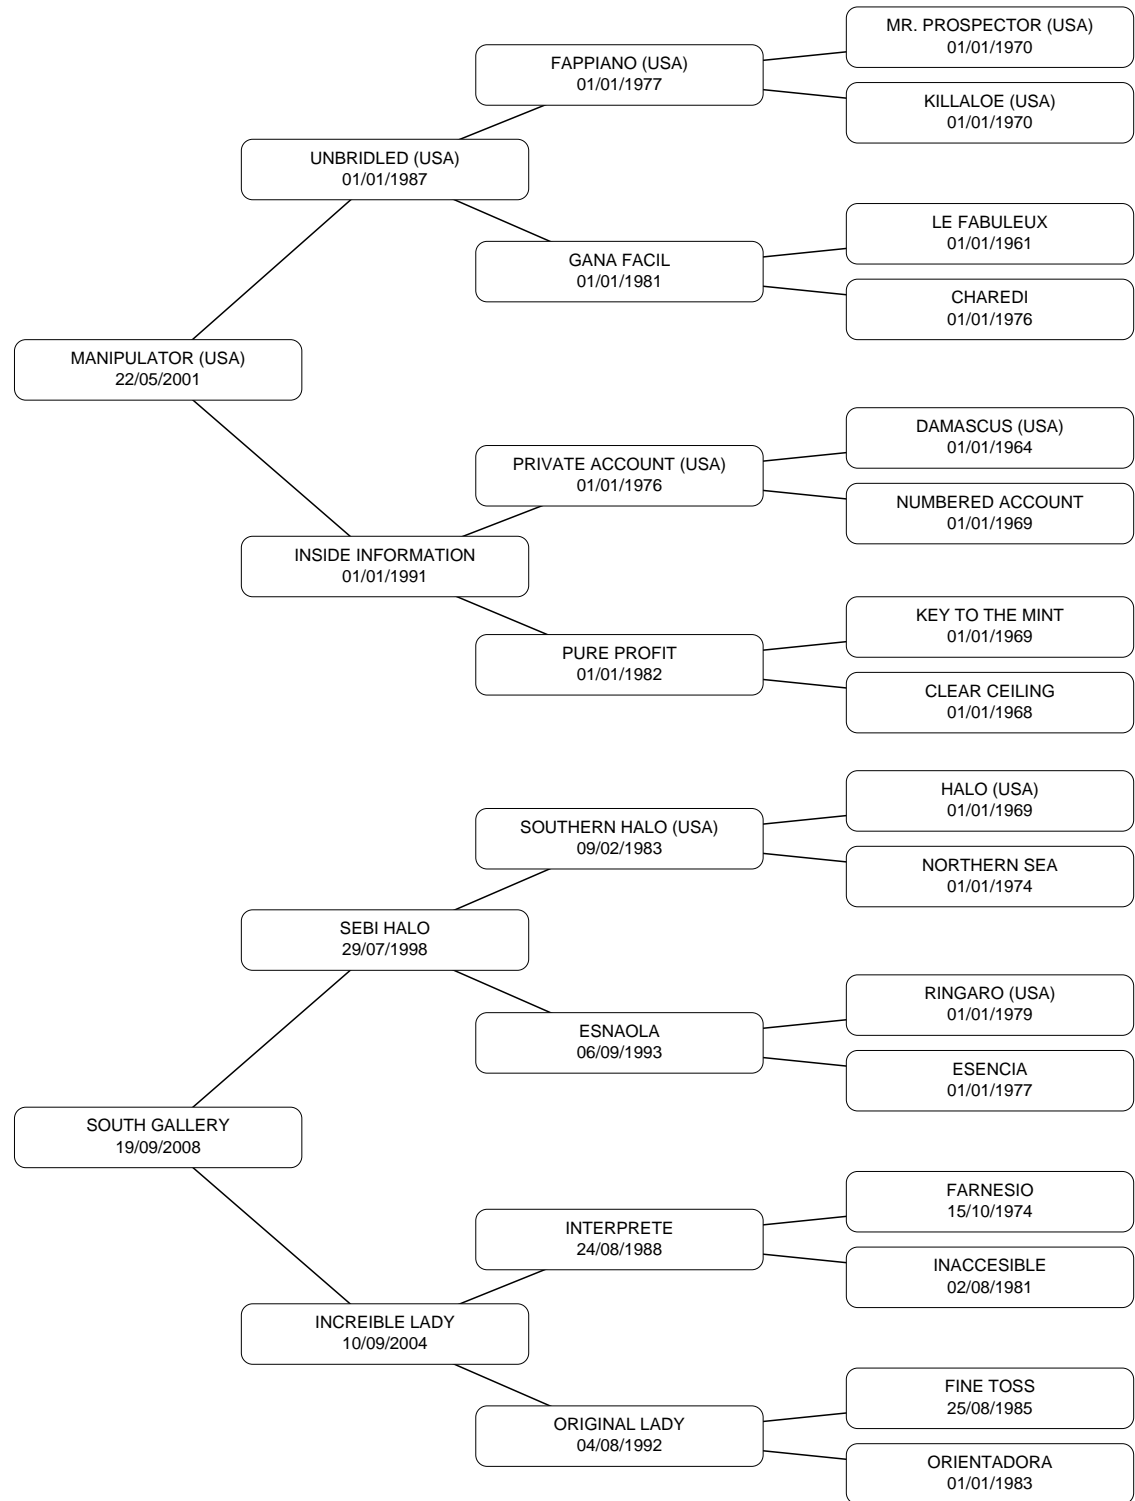 MR. PROSPECTOR (USA)
01/01/1970
FAPPIANO (USA)
01/01/1977
KILLALOE (USA)
01/01/1970
UNBRIDLED (USA)
01/01/1987
LE FABULEUX
01/01/1961
GANA FACIL
01/01/1981
CHAREDI
01/01/1976
MANIPULATOR (USA)
22/05/2001
DAMASCUS (USA)
01/01/1964
PRIVATE ACCOUNT (USA)
01/01/1976
NUMBERED ACCOUNT
01/01/1969
INSIDE INFORMATION
01/01/1991
KEY TO THE MINT
01/01/1969
PURE PROFIT
01/01/1982
CLEAR CEILING
01/01/1968
HALO (USA)
01/01/1969
SOUTHERN HALO (USA)
09/02/1983
NORTHERN SEA
01/01/1974
SEBI HALO
29/07/1998
RINGARO (USA)
01/01/1979
ESNAOLA
06/09/1993
ESENCIA
01/01/1977
SOUTH GALLERY
19/09/2008
FARNESIO
15/10/1974
INTERPRETE
24/08/1988
INACCESIBLE
02/08/1981
INCREIBLE LADY
10/09/2004
FINE TOSS
25/08/1985
ORIGINAL LADY
04/08/1992
ORIENTADORA
01/01/1983